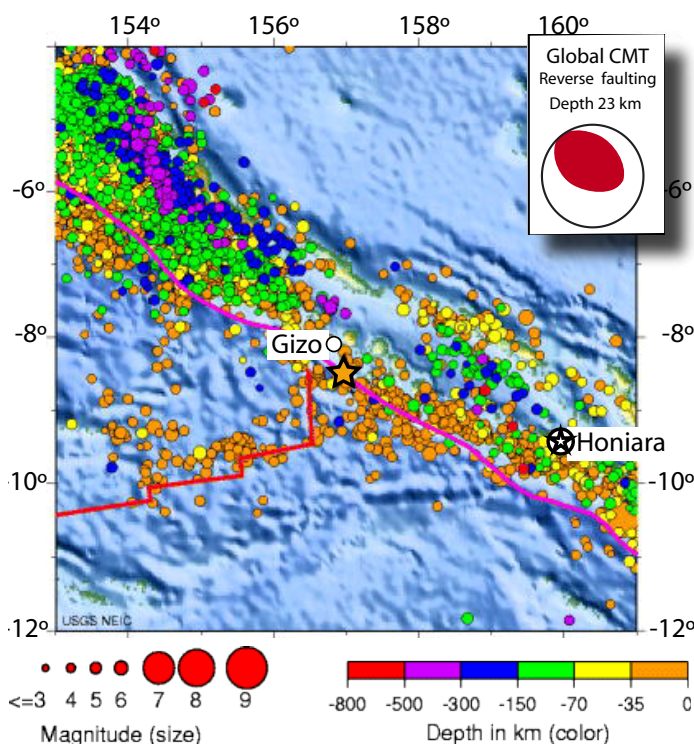 154º 156º 158º 160º
Global CMT
Reverse faulting
Depth 23 km
-6º 6º
-8º -8º
Gizo
Honiara
-10º -10º
-12º -12º
USGS NEIC
<=3 4 5 6 7 8 9
Magnitude (size)
-800 -500 -300 -150 -70 -35 0
Depth in km (color)